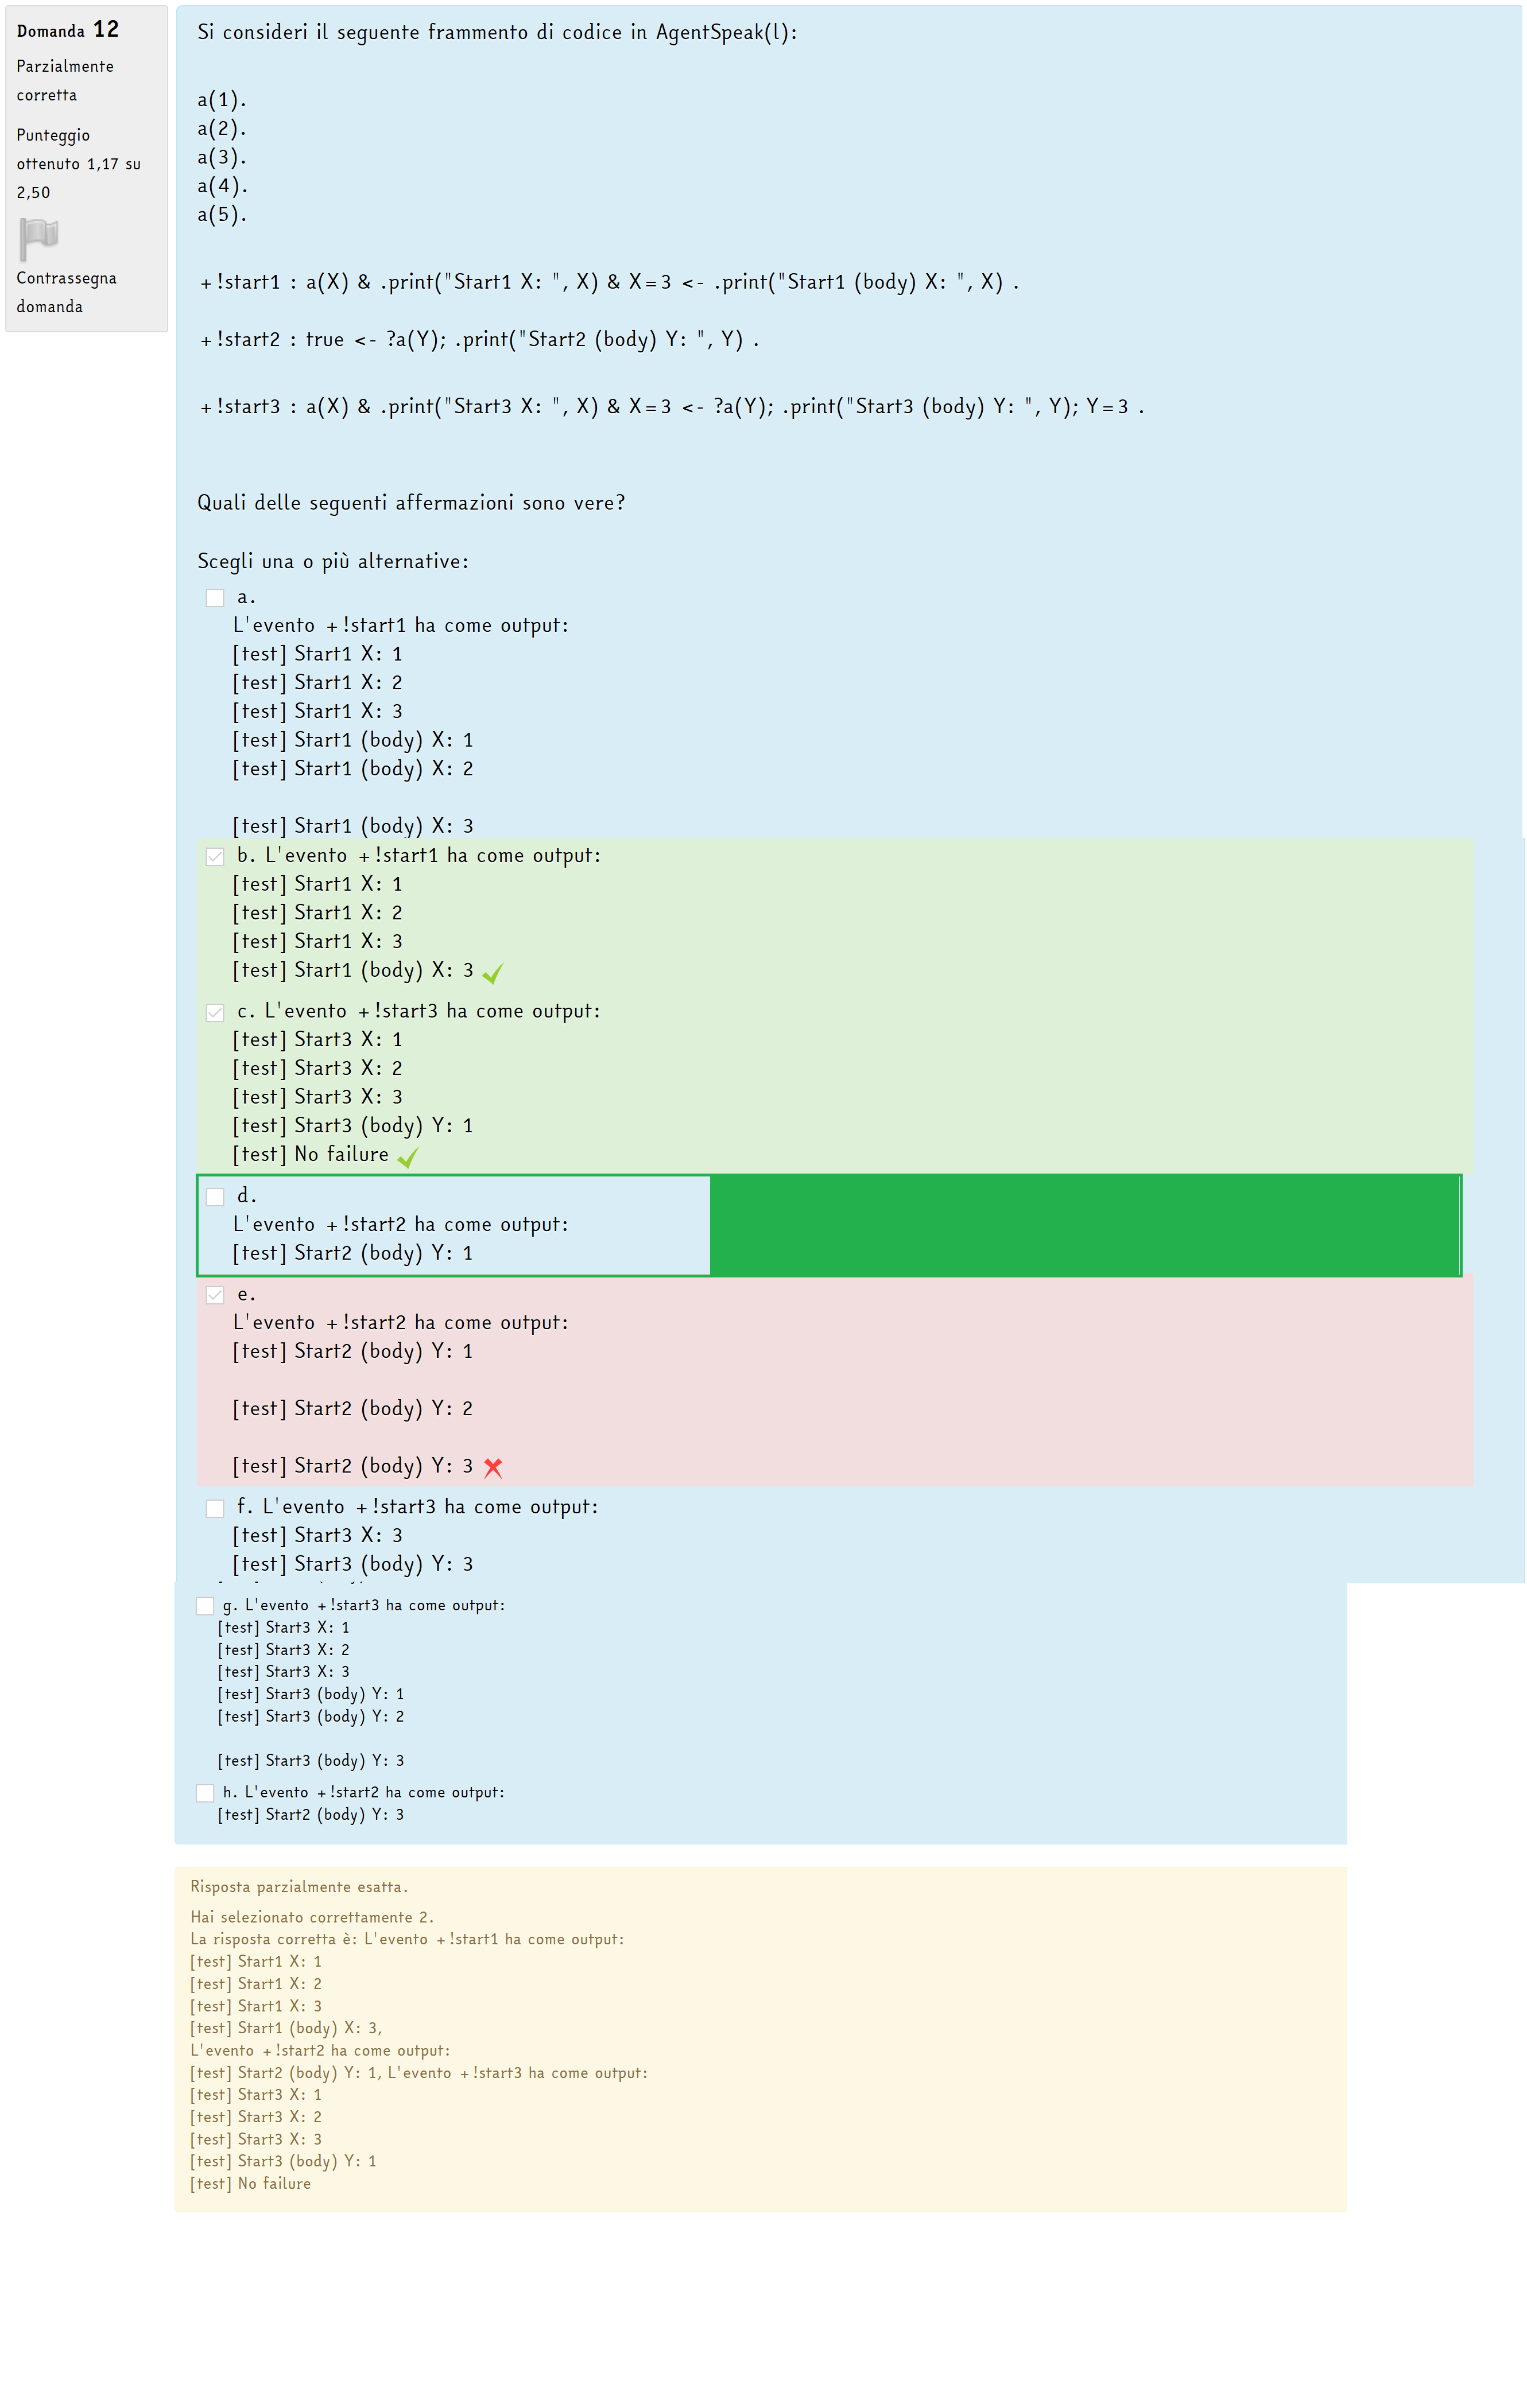 Domanda 12
Parzialmente
corretta
Punteggio
ottenuto 1,17 su
2,50
Contrassegna
domanda
Si consideri il seguente frammento di codice in AgentSpeak(l):
a(1).
a(2).
a(3).
a(4).
a(5).
+!start1 : a(X) & .print("Start1 X: ", X) & X=3 <- .print("Start1 (body) X: ", X) .
+!start2 : true <- ?a(Y); .print("Start2 (body) Y: ", Y) .
+!start3 : a(X) & .print("Start3 X: ", X) & X=3 <- ?a(Y); .print("Start3 (body) Y: ", Y); Y=3 .
Quali delle seguenti affermazioni sono vere?
Scegli una o più alternative:
a.
L'evento +!start1 ha come output:
[test] Start1 X: 1
[test] Start1 X: 2
[test] Start1 X: 3
[test] Start1 (body) X: 1
[test] Start1 (body) X: 2
[test] Start1 (body) X: 3
b. L'evento +!start1 ha come output:
[test] Start1 X: 1
[test] Start1 X: 2
[test] Start1 X: 3
[test] Start1 (body) X: 3
c. L'evento +!start3 ha come output:
[test] Start3 X: 1
[test] Start3 X: 2
[test] Start3 X: 3
[test] Start3 (body) Y: 1
[test] No failure
d.
L'evento +!start2 ha come output:
[test] Start2 (body) Y: 1
e.
L'evento +!start2 ha come output:
[test] Start2 (body) Y: 1
[test] Start2 (body) Y: 2
[test] Start2 (body) Y: 3
f. L'evento +!start3 ha come output:
[test] Start3 X: 3
[test] Start3 (body) Y: 3
g. L'evento +!start3 ha come output:
[test] Start3 X: 1
[test] Start3 X: 2
[test] Start3 X: 3
[test] Start3 (body) Y: 1
[test] Start3 (body) Y: 2
[test] Start3 (body) Y: 3
h. L'evento +!start2 ha come output:
[test] Start2 (body) Y: 3
Risposta parzialmente esatta.
Hai selezionato correttamente 2.
La risposta corretta è: L'evento +!start1 ha come output:
[test] Start1 X: 1
[test] Start1 X: 2
[test] Start1 X: 3
[test] Start1 (body) X: 3,
L'evento +!start2 ha come output:
[test] Start2 (body) Y: 1, L'evento +!start3 ha come output:
[test] Start3 X: 1
[test] Start3 X: 2
[test] Start3 X: 3
[test] Start3 (body) Y: 1
[test] No failure